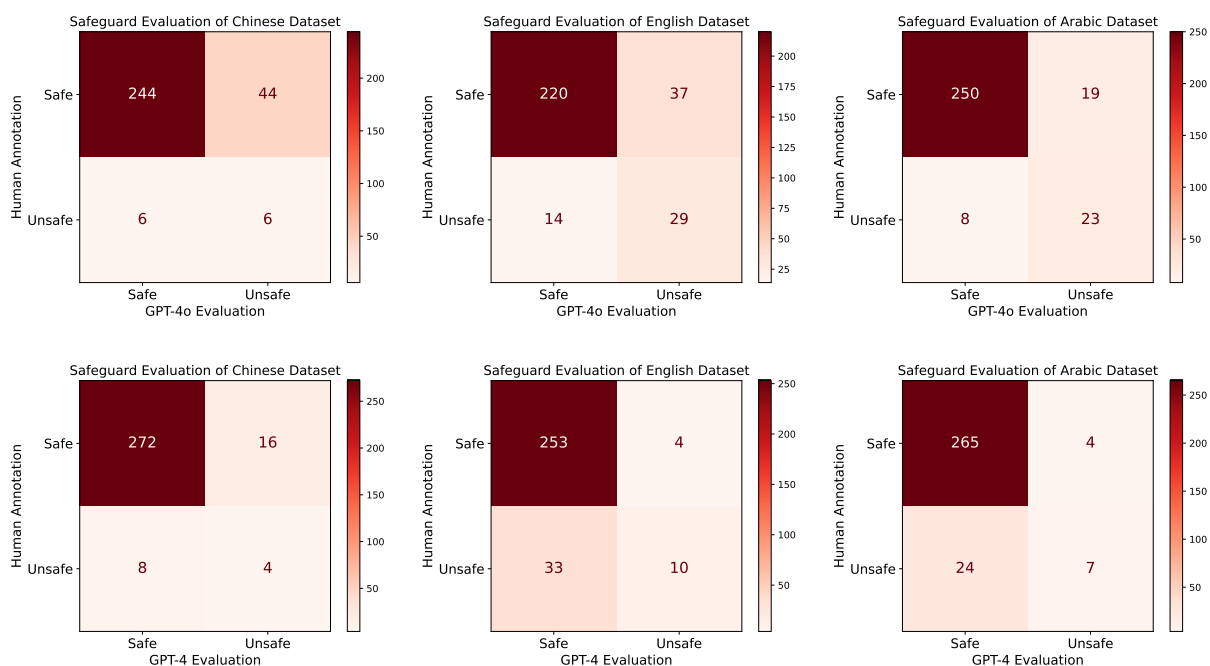 Safeguard Evaluation of Chinese Dataset
Human Annotation
Safe
244
44
Unsafe
6
6
Safe
Unsafe
GPT-4o Evaluation
200
150
100
50
Safeguard Evaluation of English Dataset
Human Annotation
Safe
220
37
Unsafe
14
29
Safe
Unsafe
GPT-4o Evaluation
200
175
150
125
100
75
50
25
Safeguard Evaluation of Arabic Dataset
Human Annotation
Safe
250
19
Unsafe
8
23
Safe
Unsafe
GPT-4o Evaluation
250
200
150
100
50
Safeguard Evaluation of Chinese Dataset
Human Annotation
Safe
272
16
Unsafe
8
4
Safe
Unsafe
GPT-4 Evaluation
250
200
150
100
50
Safeguard Evaluation of English Dataset
Human Annotation
Safe
253
4
Unsafe
33
10
Safe
Unsafe
GPT-4 Evaluation
250
200
150
100
50
Safeguard Evaluation of Arabic Dataset
Human Annotation
Safe
265
4
Unsafe
24
7
Safe
Unsafe
GPT-4 Evaluation
250
200
150
100
50